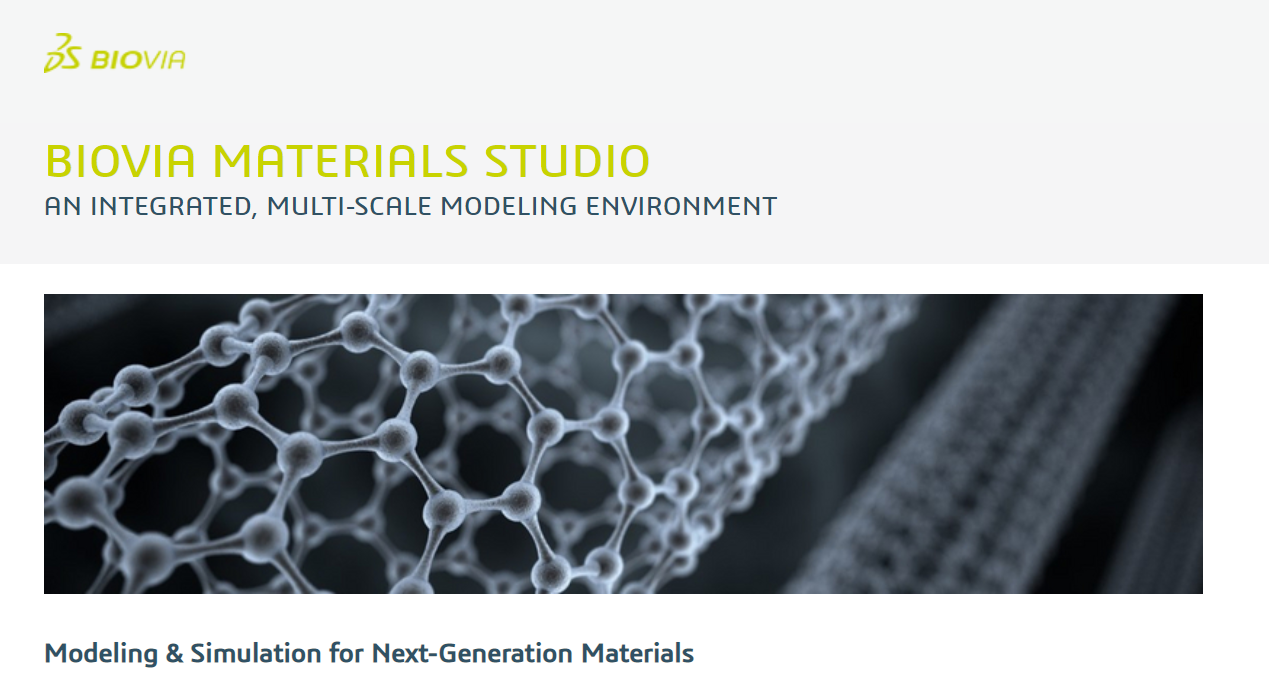 3DS BIOVIA
BIOVIA MATERIALS STUDIO
AN INTEGRATED, MULTI-SCALE MODELING ENVIRONMENT
Modeling & Simulation for Next-Generation Materials